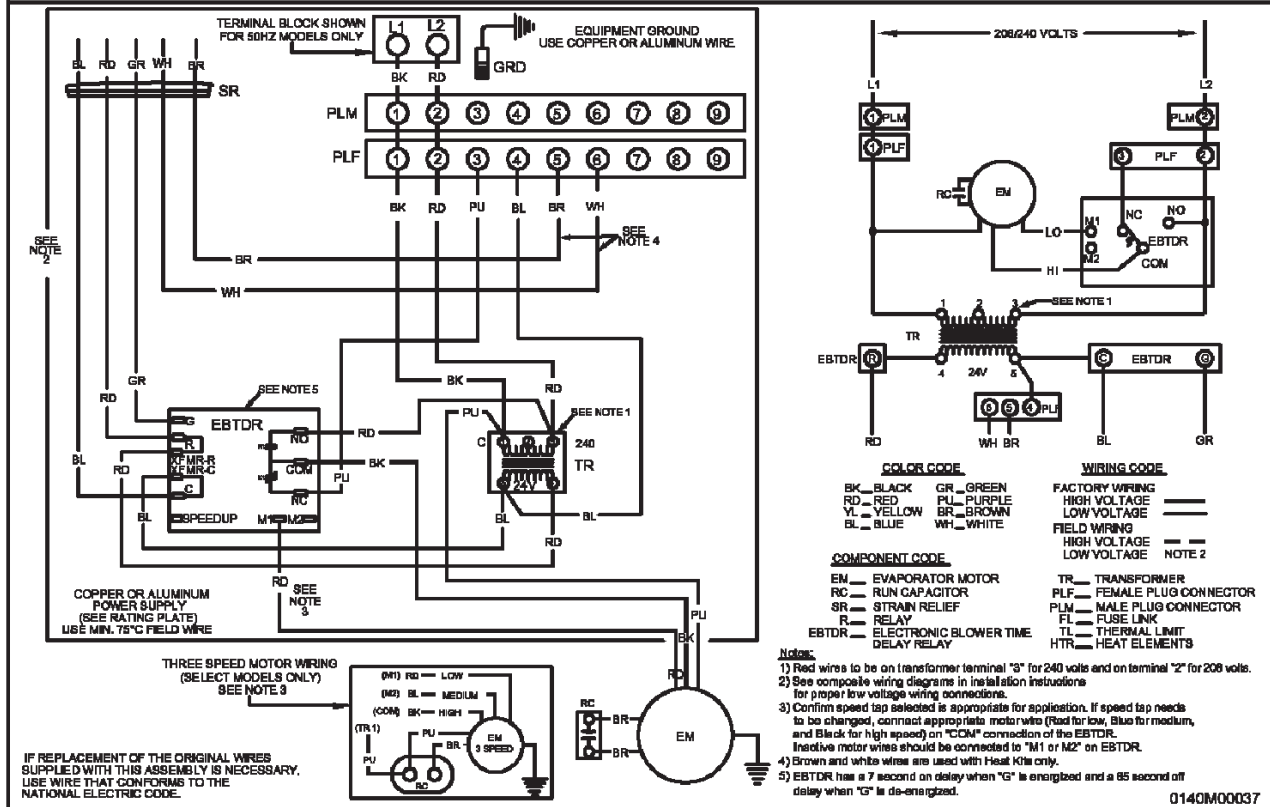 TERMINAL BLOCK SHOWN
FOR 50HZ MODELS ONLY
L1 L2
EQUIPMENT GROUND
USE COPPER OR ALUMINUM WIRE
GRD
BK RD
BL RD GR WH BR
SR
PLM 1 2 3 4 5 6 7 8 9
PLF 1 2 3 4 5 6 7 8 9
BK RD PU BL BR WH
SEE
NOTE
2
SEE
NOTE 4
BR
WH
GR
RD
BL
RD
BL
SEE NOTE 5
EBTDR
G
R
XFMR-R
XFMR-C
C
SPEEDUP
M1 M2
NO
COM
NC
RD
BK
PU
BK
PU
RD
SEE NOTE 1
C
240
TR
24V
BL
BL
RD
RD
SEE
NOTE
3
COPPER OR ALUMINUM
POWER SUPPLY
(SEE RATING PLATE)
USE MIN. 75°C FIELD WIRE
PU
BK
RD
THREE SPEED MOTOR WIRING
(SELECT MODELS ONLY)
SEE NOTE 3
(M1) RD LOW
(M2) BL MEDIUM
(COM) BK HIGH
(TR 1)
PU
PU
BR
EM
3 SPEED
RC
RC
BR
BR
EM
IF REPLACEMENT OF THE ORIGINAL WIRES
SUPPLIED WITH THIS ASSEMBLY IS NECESSARY,
USE WIRE THAT CONFORMS TO THE
NATIONAL ELECTRIC CODE.
208/240 VOLTS
L1
L2
1 PLM
PLM 2
1 PLF
3 PLF 2
RC
EM
LO
HI
M1
M2
NC
NO
EBTDR
COM
1 2 3
SEE NOTE 1
TR
4 24V 5
EBTDR R
C EBTDR G
6 5 4 PLF
RD
WH BR
BL
GR
COLOR CODE
BK BLACK GR GREEN
RD RED PU PURPLE
YL YELLOW BR BROWN
BL BLUE WH WHITE
WIRING CODE
FACTORY WIRING
HIGH VOLTAGE
LOW VOLTAGE
FIELD WIRING
HIGH VOLTAGE
LOW VOLTAGE NOTE 2
COMPONENT CODE
EM EVAPORATOR MOTOR
RC RUN CAPACITOR
SR STRAIN RELIEF
R RELAY
EBTDR ELECTRONIC BLOWER TIME
DELAY RELAY
TR TRANSFORMER
PLF FEMALE PLUG CONNECTOR
PLM MALE PLUG CONNECTOR
FL FUSE LINK
TL THERMAL LIMIT
HTR HEAT ELEMENTS
Notes:
1) Red wires to be on transformer terminal "3" for 240 volts and on terminal "2" for 208 volts.
2) See composite wiring diagrams in installation instructions
for proper low voltage wiring connections.
3) Confirm speed tap selected is appropriate for application. If speed tap needs
to be changed, connect appropriate motor wire (Red for low, Blue for medium,
and Black for high speed) on "COM" connection of the EBTDR.
Inactive motor wires should be connected to "M1 or M2" on EBTDR.
4) Brown and white wires are used with Heat Kits only.
5) EBTDR has a 7 second on delay when "G" is energized and a 65 second off
delay when "G" is de-energized.
0140M00037